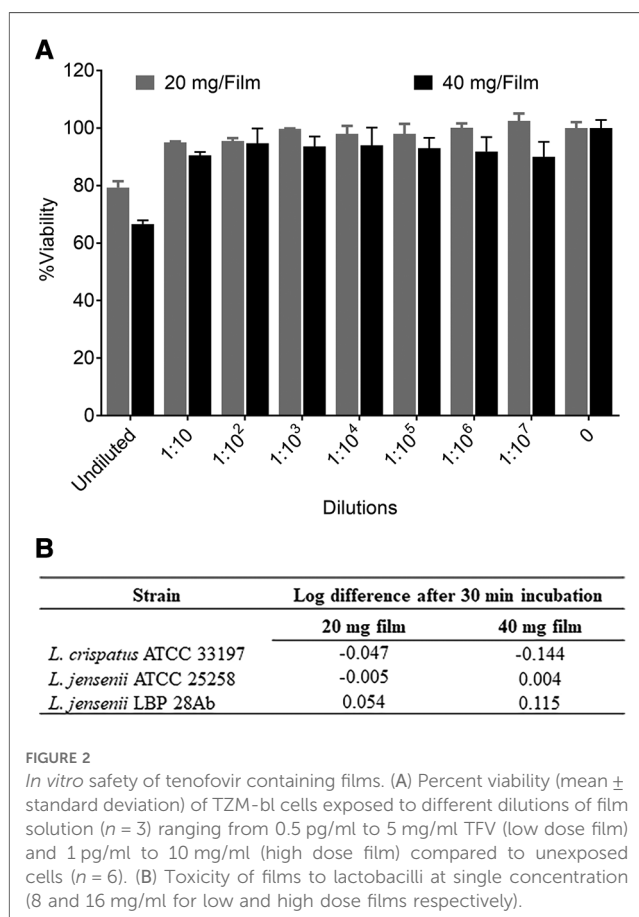 A
120
100
80
60
40
20
0
%Viability
20 mg/Film
40 mg/Film
Undiluted
1:10
1:10²
1:10³
1:10⁴
1:10⁵
1:10⁶
1:10⁷
0
Dilutions
B
Strain Log difference after 30 min incubation
20 mg film 40 mg film
L. crispatus ATCC 33197 -0.047 -0.144
L. jensenii ATCC 25258 -0.005 0.004
L. jensenii LBP 28Ab 0.054 0.115
FIGURE 2
In vitro safety of tenofovir containing films. (A) Percent viability (mean ±
standard deviation) of TZM-bl cells exposed to different dilutions of film
solution (n = 3) ranging from 0.5 pg/ml to 5 mg/ml TFV (low dose film)
and 1 pg/ml to 10 mg/ml (high dose film) compared to unexposed
cells (n = 6). (B) Toxicity of films to lactobacilli at single concentration
(8 and 16 mg/ml for low and high dose films respectively).